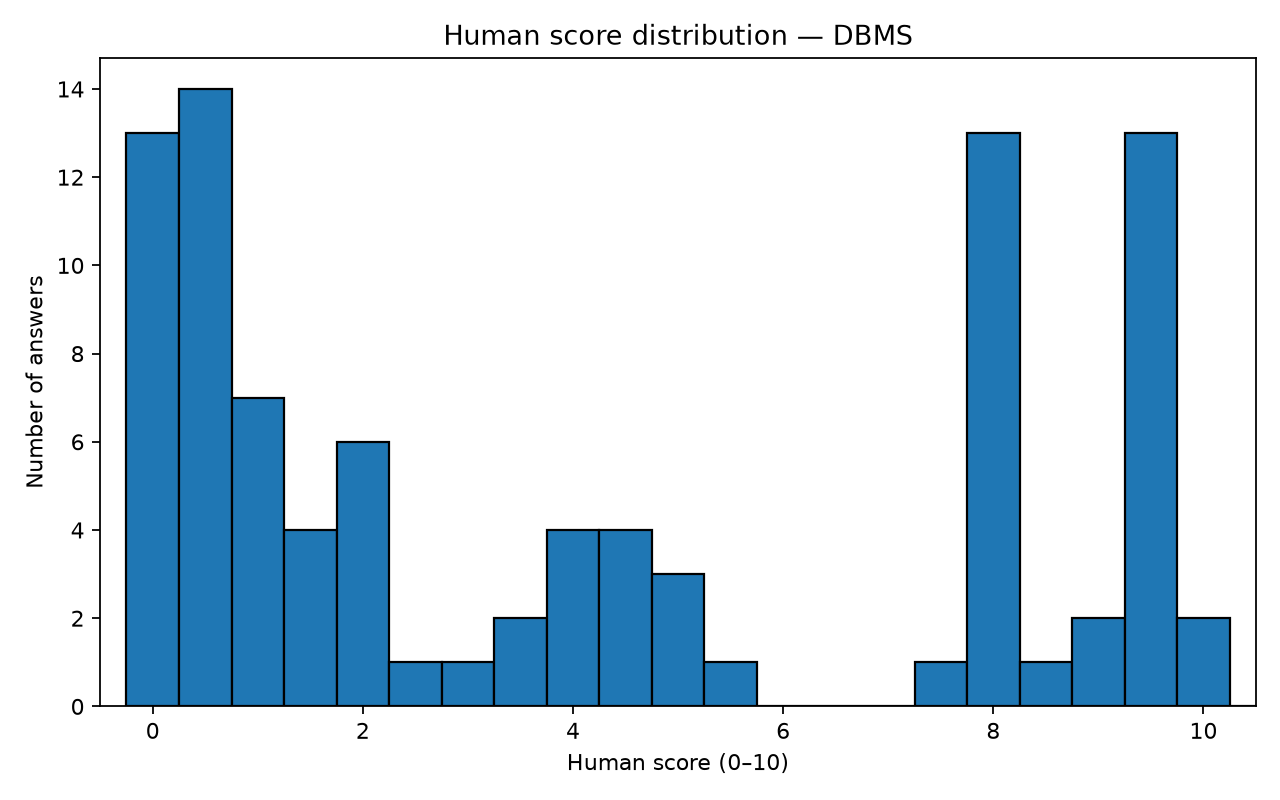 Human score distribution — DBMS
14
12
10
8
6
4
2
0
Number of answers
0 2 4 6 8 10
Human score (0–10)